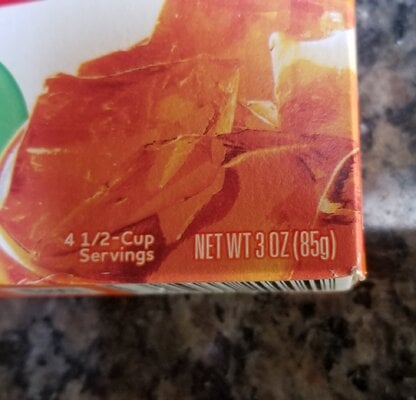 4 1/2-Cup
Servings
NET WT 3 OZ (85g)